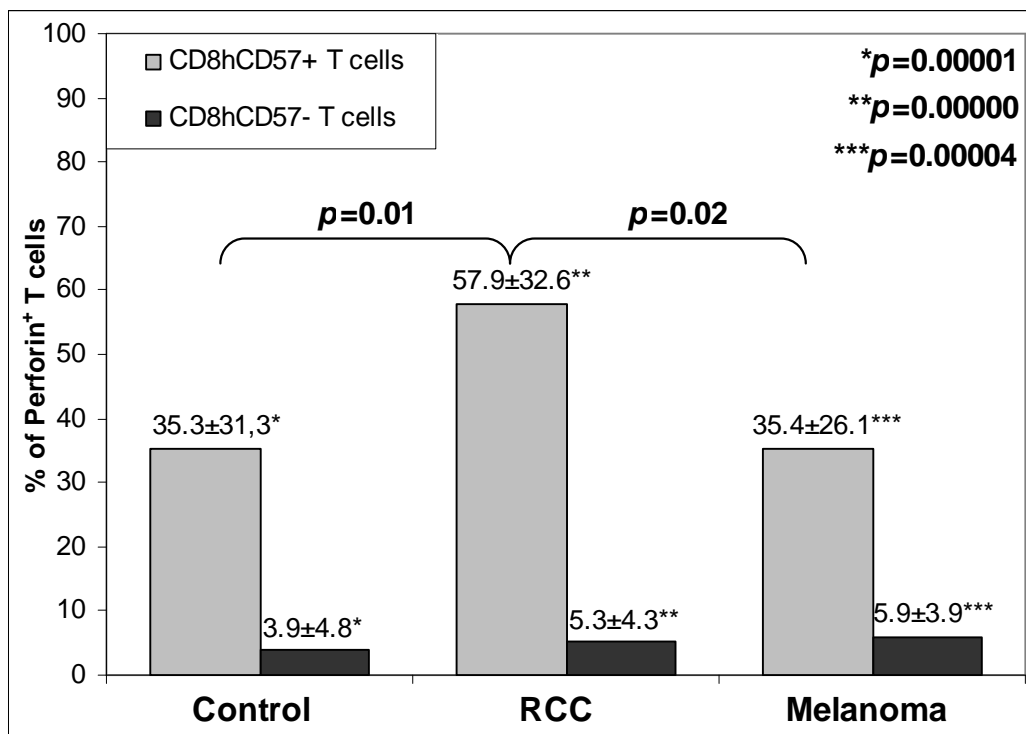 % of Perforin⁺ T cells
100
90
80
70
60
50
40
30
20
10
0
CD8hCD57+ T cells
CD8hCD57- T cells
*p=0.00001
**p=0.00000
***p=0.00004
p=0.01
p=0.02
57.9±32.6**
35.3±31,3*
35.4±26.1***
3.9±4.8*
5.3±4.3**
5.9±3.9***
Control
RCC
Melanoma